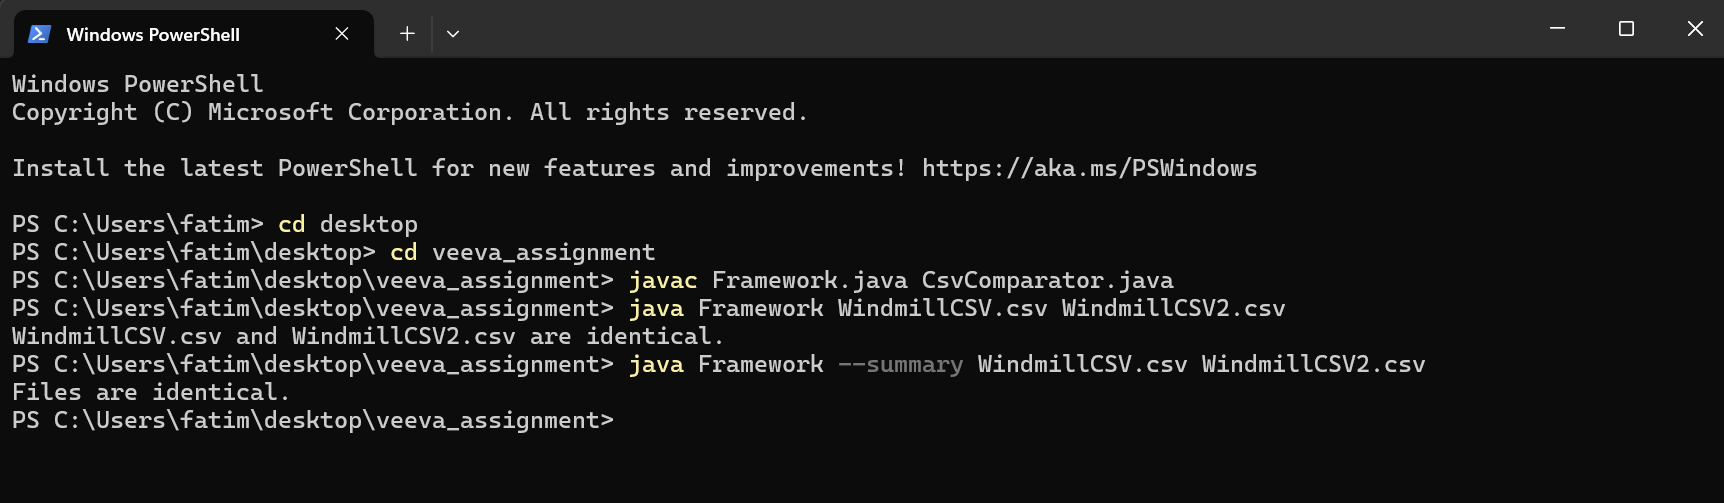 Windows PowerShell
Windows PowerShell
Copyright (C) Microsoft Corporation. All rights reserved.
Install the latest PowerShell for new features and improvements! https://aka.ms/PSWindows
PS C:\Users\fatim> cd desktop
PS C:\Users\fatim\desktop> cd veeva_assignment
PS C:\Users\fatim\desktop\veeva_assignment> javac Framework.java CsvComparator.java
PS C:\Users\fatim\desktop\veeva_assignment> java Framework WindmillCSV.csv WindmillCSV2.csv
WindmillCSV.csv and WindmillCSV2.csv are identical.
PS C:\Users\fatim\desktop\veeva_assignment> java Framework --summary WindmillCSV.csv WindmillCSV2.csv
Files are identical.
PS C:\Users\fatim\desktop\veeva_assignment>